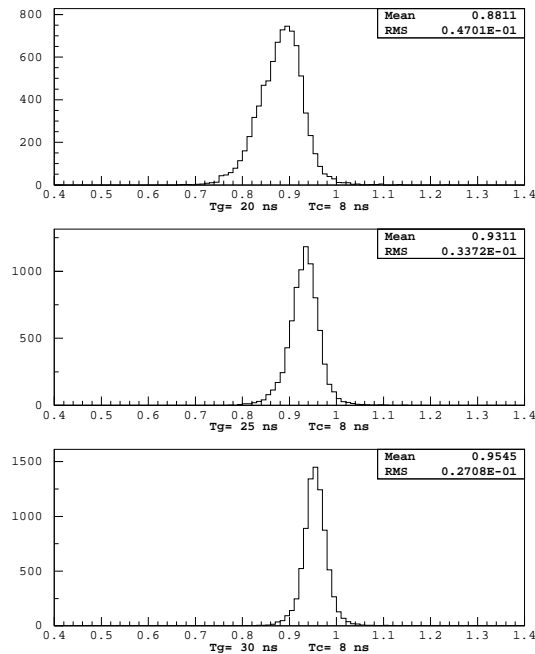 800
Mean 0.8811
RMS 0.4701E-01
600
400
200
0
0.4 0.5 0.6 0.7 0.8 0.9 1 1.1 1.2 1.3 1.4
Tg= 20 ns Tc= 8 ns
Mean 0.9311
RMS 0.3372E-01
1000
500
0
0.4 0.5 0.6 0.7 0.8 0.9 1 1.1 1.2 1.3 1.4
Tg= 25 ns Tc= 8 ns
Mean 0.9545
RMS 0.2708E-01
1500
1000
500
0
0.4 0.5 0.6 0.7 0.8 0.9 1 1.1 1.2 1.3 1.4
Tg= 30 ns Tc= 8 ns